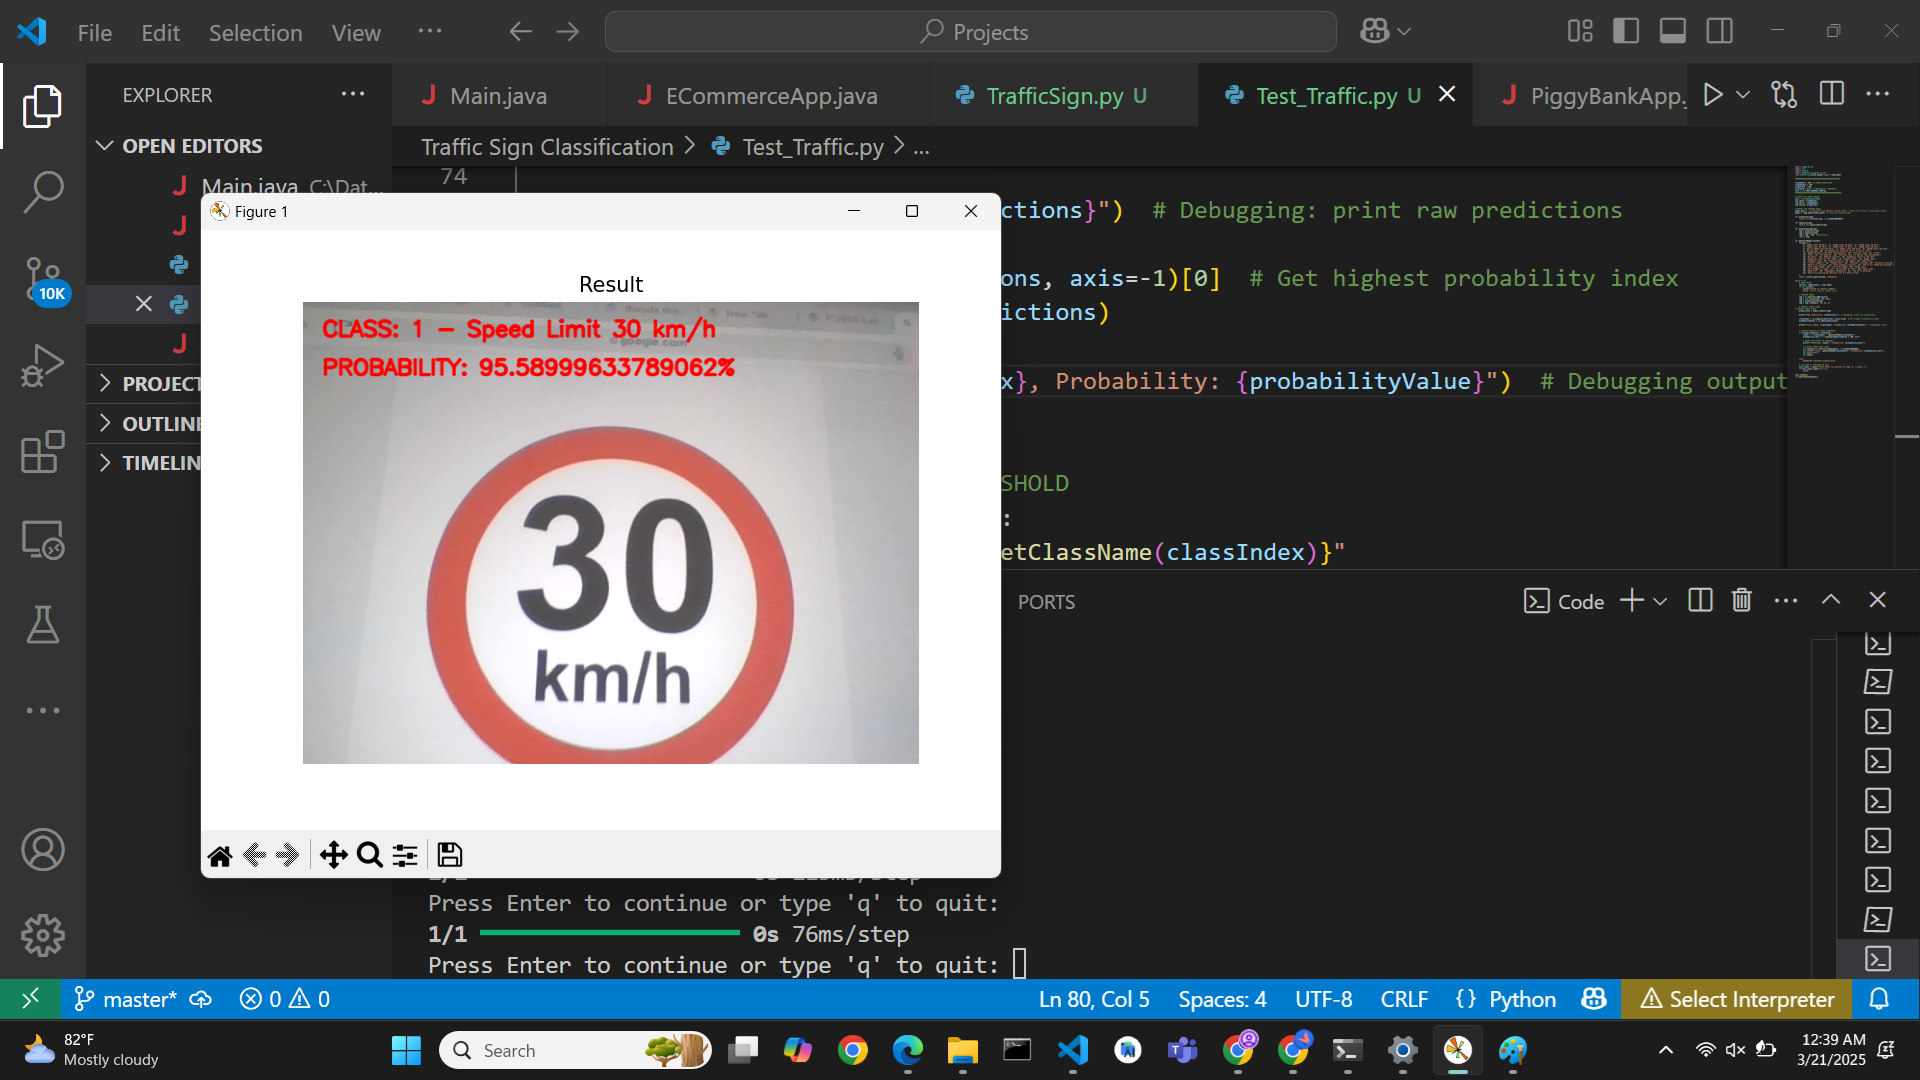 File Edit Selection View ... Projects
EXPLORER ...
Main.java
ECommerceApp.java
TrafficSign.py U
Test_Traffic.py U
PiggyBankApp.
OPEN EDITORS
Main.java C:\Dat...
PROJECT
OUTLINE
TIMELIN
10K
Traffic Sign Classification > Test_Traffic.py > ...
74
ctions}") # Debugging: print raw predictions
ons, axis=-1)[0] # Get highest probability index
ictions)
x}, Probability: {probabilityValue}") # Debugging output
SHOLD
:
etClassName(classIndex)}"
Figure 1
Result
CLASS: 1 - Speed Limit 30 km/h
PROBABILITY: 95.58999633789062%
google.com
New Tab
30
km/h
PORTS
Code
Press Enter to continue or type 'q' to quit:
1/1 0s 76ms/step
Press Enter to continue or type 'q' to quit:
master* 0 0 Ln 80, Col 5 Spaces: 4 UTF-8 CRLF {} Python Select Interpreter
82°F
Mostly cloudy
Search
12:39 AM
3/21/2025